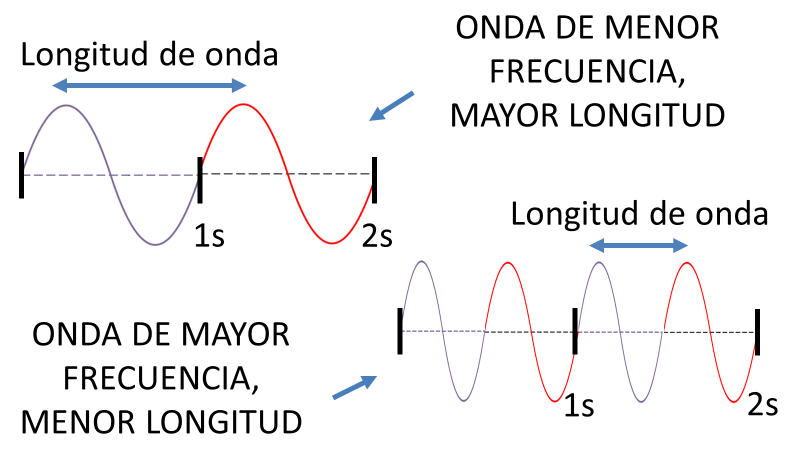 Longitud de onda
ONDA DE MENOR
FRECUENCIA,
MAYOR LONGITUD
1s
2s
Longitud de onda
ONDA DE MAYOR
FRECUENCIA,
MENOR LONGITUD
1s
2s